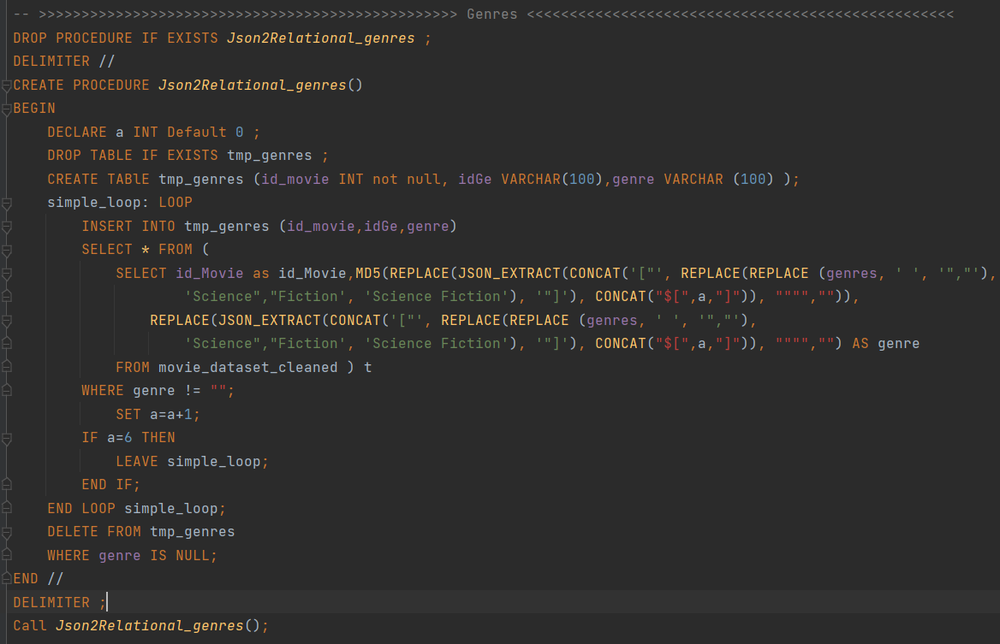 -- >>>>>>>>>>>>>>>>>>>>>>>>>>>>>>>>>>>>>>>>>>>>>>>>> Genres <<<<<<<<<<<<<<<<<<<<<<<<<<<<<<<<<<<<<<<<<<<<<<<<<<
DROP PROCEDURE IF EXISTS Json2Relational_genres ;
DELIMITER //
CREATE PROCEDURE Json2Relational_genres()
BEGIN
    DECLARE a INT Default 0 ;
    DROP TABLE IF EXISTS tmp_genres ;
    CREATE TABlE tmp_genres (id_movie INT not null, idGe VARCHAR(100),genre VARCHAR (100) );
    simple_loop: LOOP
        INSERT INTO tmp_genres (id_movie,idGe,genre)
        SELECT * FROM (
            SELECT id_Movie as id_Movie,MD5(REPLACE(JSON_EXTRACT(CONCAT('["', REPLACE(REPLACE (genres, ' ', '","'),
                    'Science","Fiction', 'Science Fiction'), '"]'), CONCAT("$[",a,"]")), """","")),
                REPLACE(JSON_EXTRACT(CONCAT('["', REPLACE(REPLACE (genres, ' ', '","'),
                    'Science","Fiction', 'Science Fiction'), '"]'), CONCAT("$[",a,"]")), """","") AS genre
            FROM movie_dataset_cleaned ) t
        WHERE genre != "";
            SET a=a+1;
        IF a=6 THEN
            LEAVE simple_loop;
        END IF;
    END LOOP simple_loop;
    DELETE FROM tmp_genres
    WHERE genre IS NULL;
END //
DELIMITER ;
Call Json2Relational_genres();